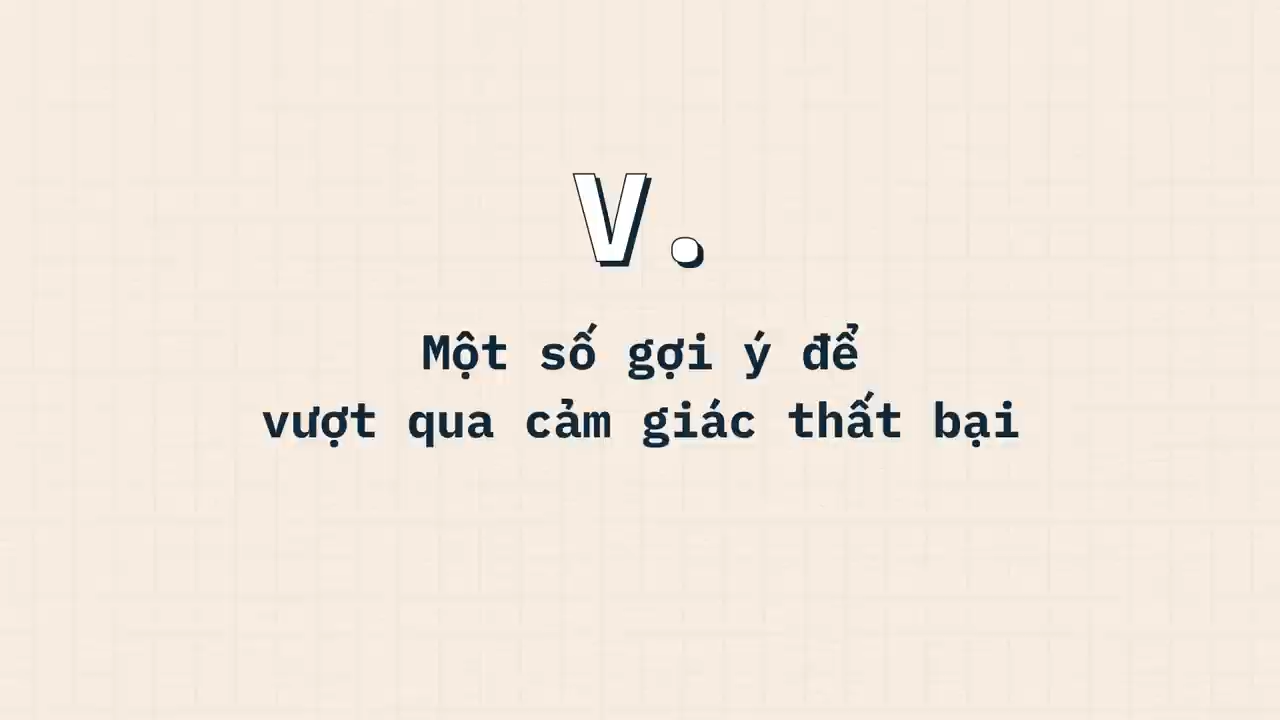 V.
Một số gợi ý để
vượt qua cảm giác thất bại